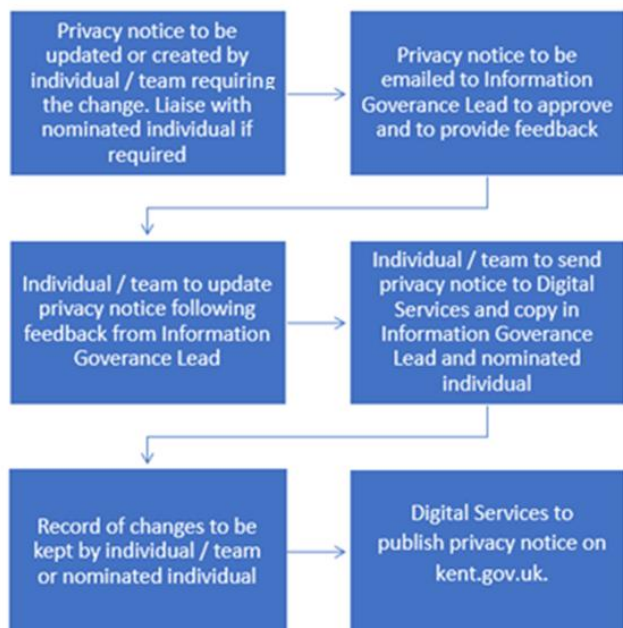 Privacy notice to be
updated or created by
individual / team requiring
the change. Liaise with
nominated individual if
required
Privacy notice to be
emailed to Information
Goverance Lead to approve
and to provide feedback
Individual / team to update
privacy notice following
feedback from Information
Goverance Lead
Individual / team to send
privacy notice to Digital
Services and copy in
Information Goverance
Lead and nominated
individual
Record of changes to be
kept by individual / team
or nominated individual
Digital Services to
publish privacy notice on
kent.gov.uk.